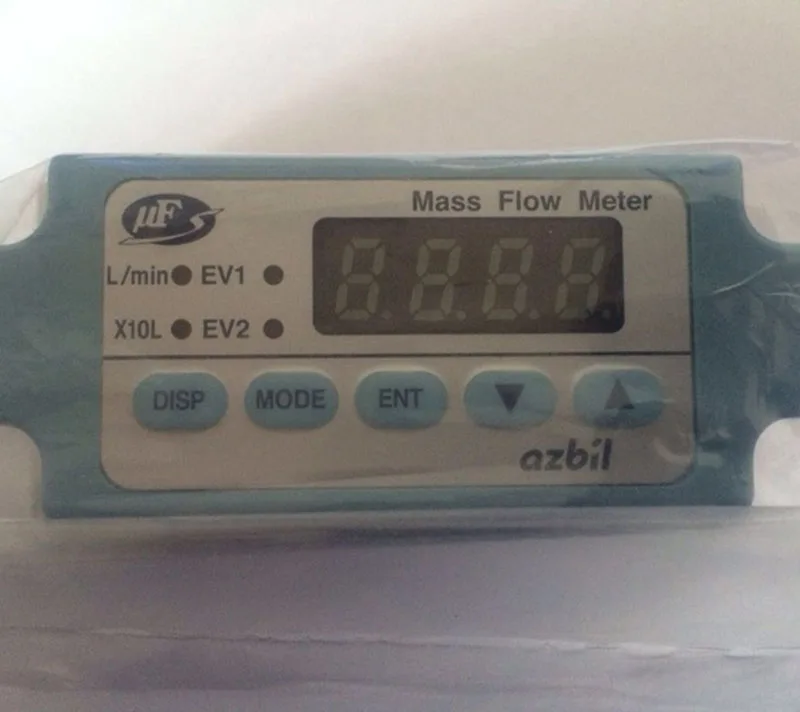 µFS
Mass Flow Meter
L/min EV1
X10L EV2
DISP MODE ENT ▼ ▲
azbil